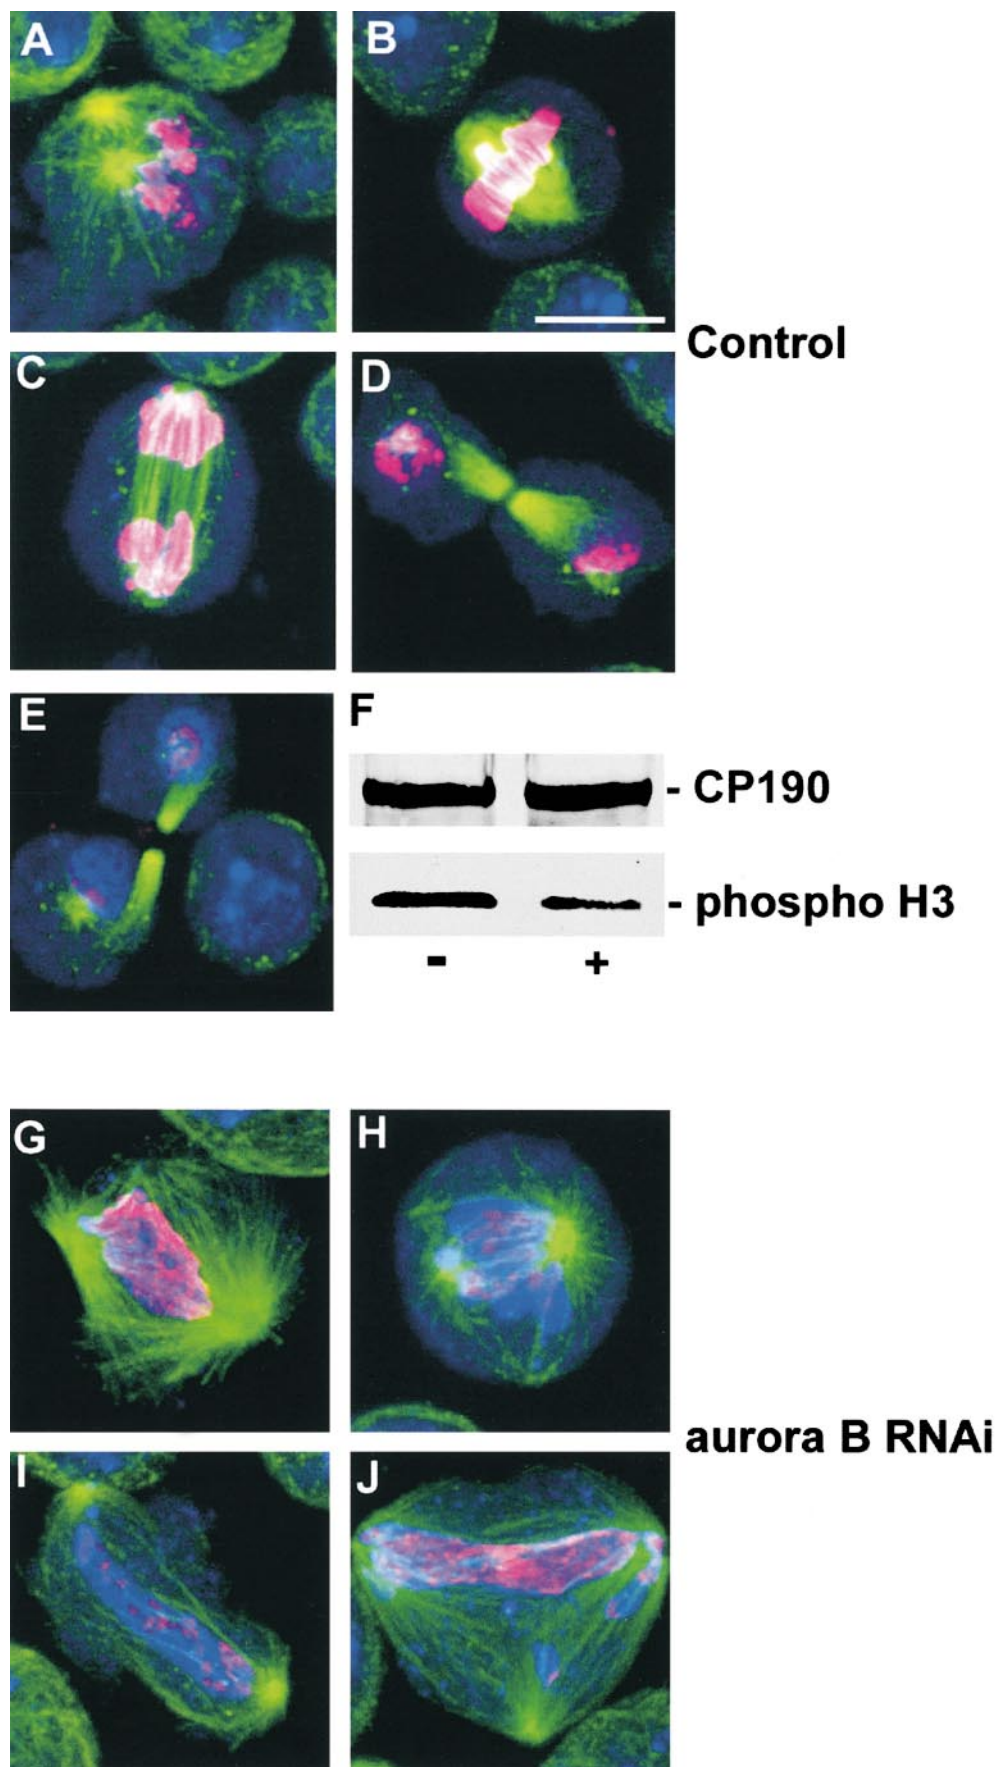 A
B
Control
C
D
E
F
- CP190
- phospho H3
- +
G
H
aurora B RNAi
I
J